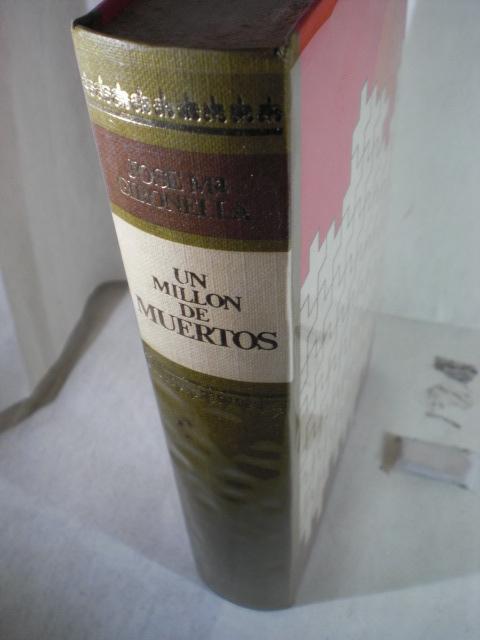 JOSE Mª
GIRONELLA
UN
MILLON
DE
MUERTOS